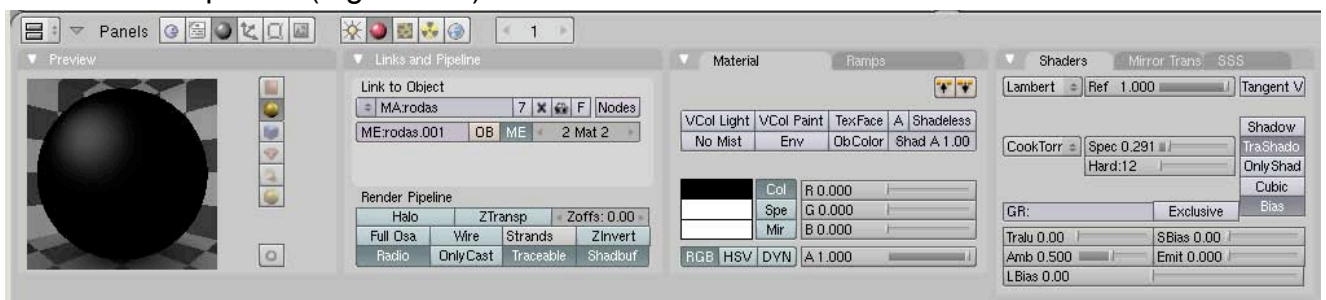 Panels 1
Preview
Links and Pipeline
Link to Object
MA:rodas 7 F Nodes
ME:rodas.001 OB ME 2 Mat 2
Render Pipeline
Halo ZTransp Zoffs: 0.00
Full Osa Wire Strands ZInvert
Radio OnlyCast Traceable Shadbuf
Material Ramps
VCol Light VCol Paint TexFace A Shadeless
No Mist Env ObColor Shad A 1.00
Col R 0.000
Spe G 0.000
Mir B 0.000
RGB HSV DYN A 1.000
Shaders Mirror Trans SSS
Lambert Ref 1.000 Tangent V
Shadow
CookTorr Spec 0.291 TraShado
Hard:12 OnlyShad
Cubic
GR: Exclusive Bias
Tralu 0.00 SBias 0.00
Amb 0.500 Emit 0.000
LBias 0.00